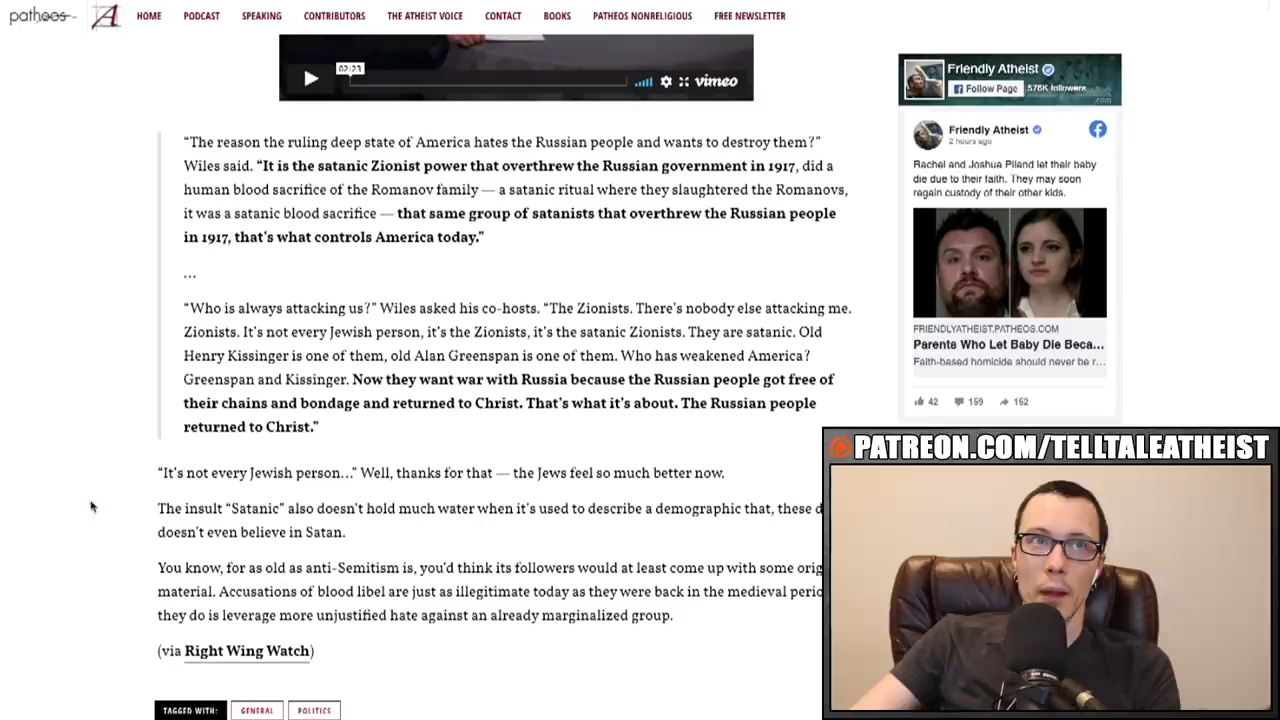 patheos
HOME PODCAST SPEAKING CONTRIBUTORS THE ATHEIST VOICE CONTACT BOOKS PATHEOS NONRELIGIOUS FREE NEWSLETTER
02:23
vimeo
“The reason the ruling deep state of America hates the Russian people and wants to destroy them?”
Wiles said. “It is the satanic Zionist power that overthrew the Russian government in 1917, did a
human blood sacrifice of the Romanov family — a satanic ritual where they slaughtered the Romanovs,
it was a satanic blood sacrifice — that same group of satanists that overthrew the Russian people
in 1917, that’s what controls America today.”
…
“Who is always attacking us?” Wiles asked his co-hosts. “The Zionists. There’s nobody else attacking me.
Zionists. It’s not every Jewish person, it’s the Zionists, it’s the satanic Zionists. They are satanic. Old
Henry Kissinger is one of them, old Alan Greenspan is one of them. Who has weakened America?
Greenspan and Kissinger. Now they want war with Russia because the Russian people got free of
their chains and bondage and returned to Christ. That’s what it’s about. The Russian people
returned to Christ.”
“It’s not every Jewish person…” Well, thanks for that — the Jews feel so much better now.
The insult “Satanic” also doesn’t hold much water when it’s used to describe a demographic that, these d
doesn’t even believe in Satan.
You know, for as old as anti-Semitism is, you’d think its followers would at least come up with some orig
material. Accusations of blood libel are just as illegitimate today as they were back in the medieval peri
they do is leverage more unjustified hate against an already marginalized group.
(via Right Wing Watch)
TAGGED WITH: GENERAL POLITICS
Friendly Atheist
Follow Page 576K followers
.com
Friendly Atheist
2 hours ago
Rachel and Joshua Piland let their baby
die due to their faith. They may soon
regain custody of their other kids.
FRIENDLYATHEIST.PATHEOS.COM
Parents Who Let Baby Die Beca...
Faith-based homicide should never be r...
42 159 152
PATREON.COM/TELLTALEATHEIST